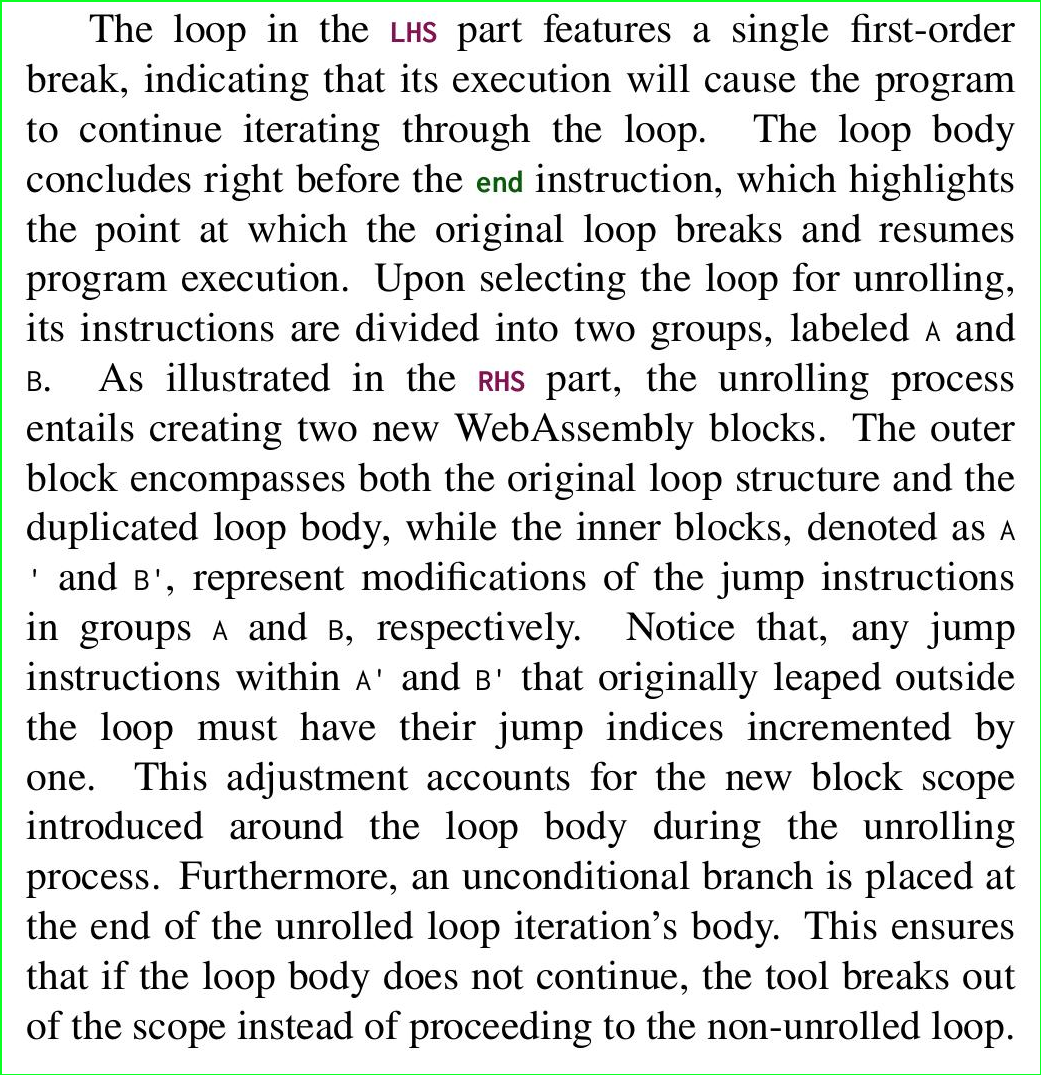 The loop in the LHS part features a single first-order
break, indicating that its execution will cause the program
to continue iterating through the loop. The loop body
concludes right before the end instruction, which highlights
the point at which the original loop breaks and resumes
program execution. Upon selecting the loop for unrolling,
its instructions are divided into two groups, labeled A and
B. As illustrated in the RHS part, the unrolling process
entails creating two new WebAssembly blocks. The outer
block encompasses both the original loop structure and the
duplicated loop body, while the inner blocks, denoted as A
' and B', represent modifications of the jump instructions
in groups A and B, respectively. Notice that, any jump
instructions within A' and B' that originally leaped outside
the loop must have their jump indices incremented by
one. This adjustment accounts for the new block scope
introduced around the loop body during the unrolling
process. Furthermore, an unconditional branch is placed at
the end of the unrolled loop iteration’s body. This ensures
that if the loop body does not continue, the tool breaks out
of the scope instead of proceeding to the non-unrolled loop.